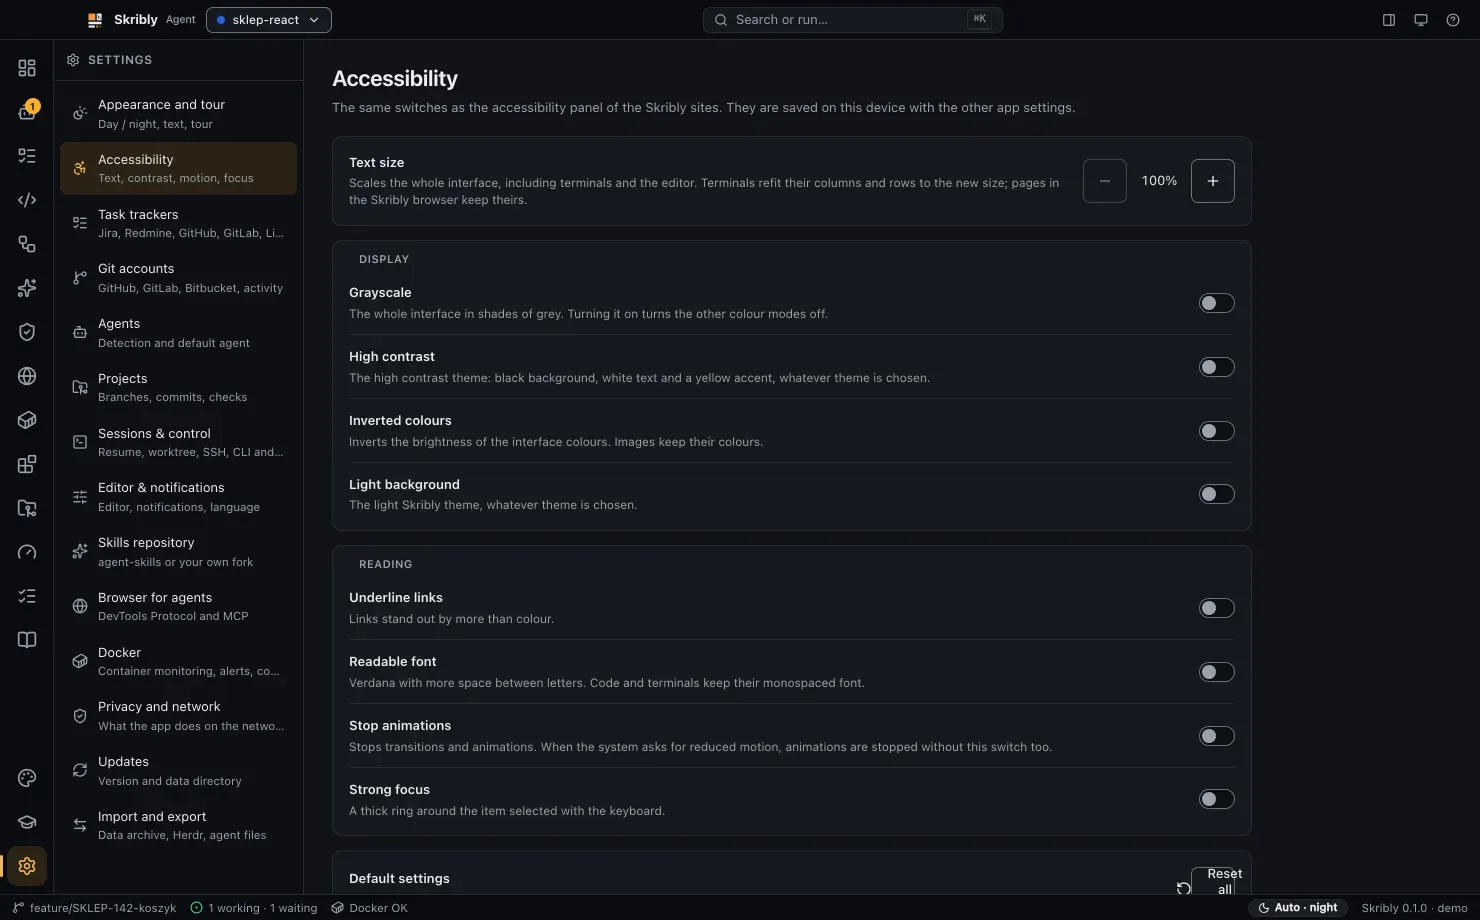 Skribly Agent sklep-react
Search or run... ⌘K
SETTINGS
1
Appearance and tour
Day / night, text, tour
Accessibility
Text, contrast, motion, focus
Task trackers
Jira, Redmine, GitHub, GitLab, Li...
Git accounts
GitHub, GitLab, Bitbucket, activity
Agents
Detection and default agent
Projects
Branches, commits, checks
Sessions & control
Resume, worktree, SSH, CLI and...
Editor & notifications
Editor, notifications, language
Skills repository
agent-skills or your own fork
Browser for agents
DevTools Protocol and MCP
Docker
Container monitoring, alerts, co...
Privacy and network
What the app does on the netwo...
Updates
Version and data directory
Import and export
Data archive, Herdr, agent files
Accessibility
The same switches as the accessibility panel of the Skribly sites. They are saved on this device with the other app settings.
Text size
Scales the whole interface, including terminals and the editor. Terminals refit their columns and rows to the new size; pages in
the Skribly browser keep theirs.
− 100% +
DISPLAY
Grayscale
The whole interface in shades of grey. Turning it on turns the other colour modes off.
High contrast
The high contrast theme: black background, white text and a yellow accent, whatever theme is chosen.
Inverted colours
Inverts the brightness of the interface colours. Images keep their colours.
Light background
The light Skribly theme, whatever theme is chosen.
READING
Underline links
Links stand out by more than colour.
Readable font
Verdana with more space between letters. Code and terminals keep their monospaced font.
Stop animations
Stops transitions and animations. When the system asks for reduced motion, animations are stopped without this switch too.
Strong focus
A thick ring around the item selected with the keyboard.
Default settings
Reset
all
feature/SKLEP-142-koszyk 1 working · 1 waiting Docker OK
Auto · night Skribly 0.1.0 · demo